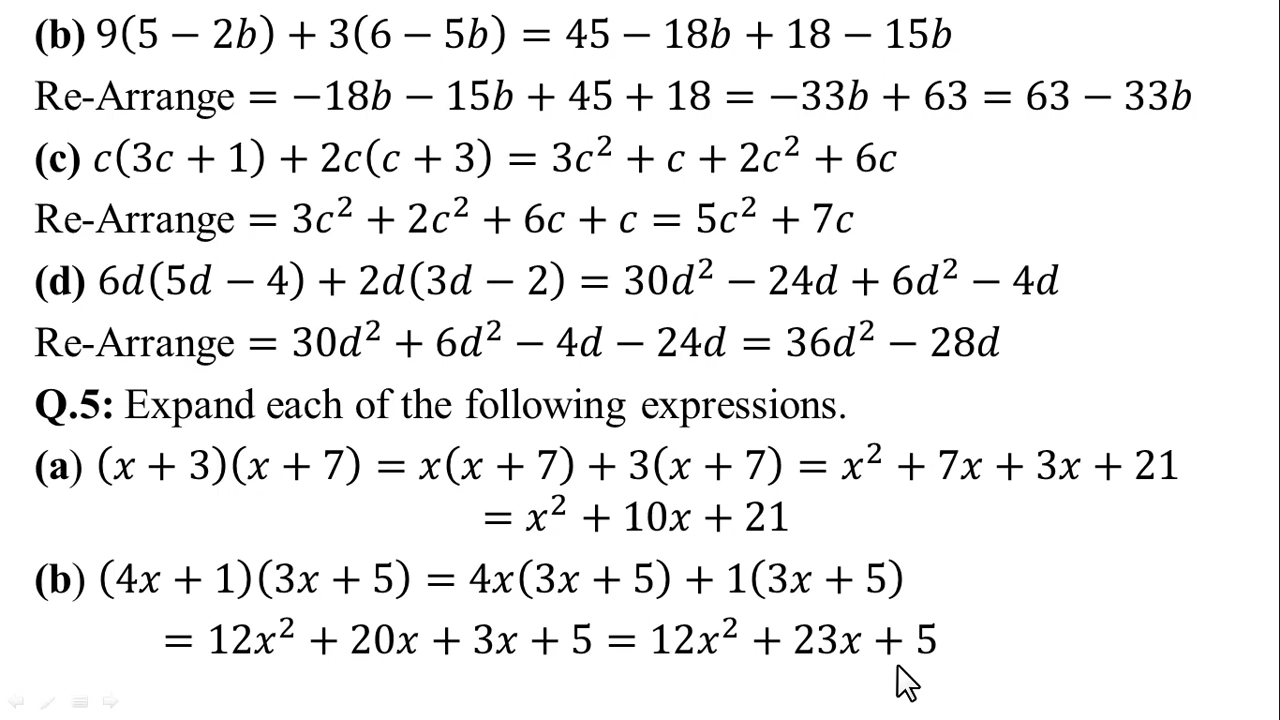 (b) 9(5 − 2b) + 3(6 − 5b) = 45 − 18b + 18 − 15b
Re-Arrange = −18b − 15b + 45 + 18 = −33b + 63 = 63 − 33b
(c) c(3c + 1) + 2c(c + 3) = 3c² + c + 2c² + 6c
Re-Arrange = 3c² + 2c² + 6c + c = 5c² + 7c
(d) 6d(5d − 4) + 2d(3d − 2) = 30d² − 24d + 6d² − 4d
Re-Arrange = 30d² + 6d² − 4d − 24d = 36d² − 28d
Q.5: Expand each of the following expressions.
(a) (x + 3)(x + 7) = x(x + 7) + 3(x + 7) = x² + 7x + 3x + 21
= x² + 10x + 21
(b) (4x + 1)(3x + 5) = 4x(3x + 5) + 1(3x + 5)
= 12x² + 20x + 3x + 5 = 12x² + 23x + 5